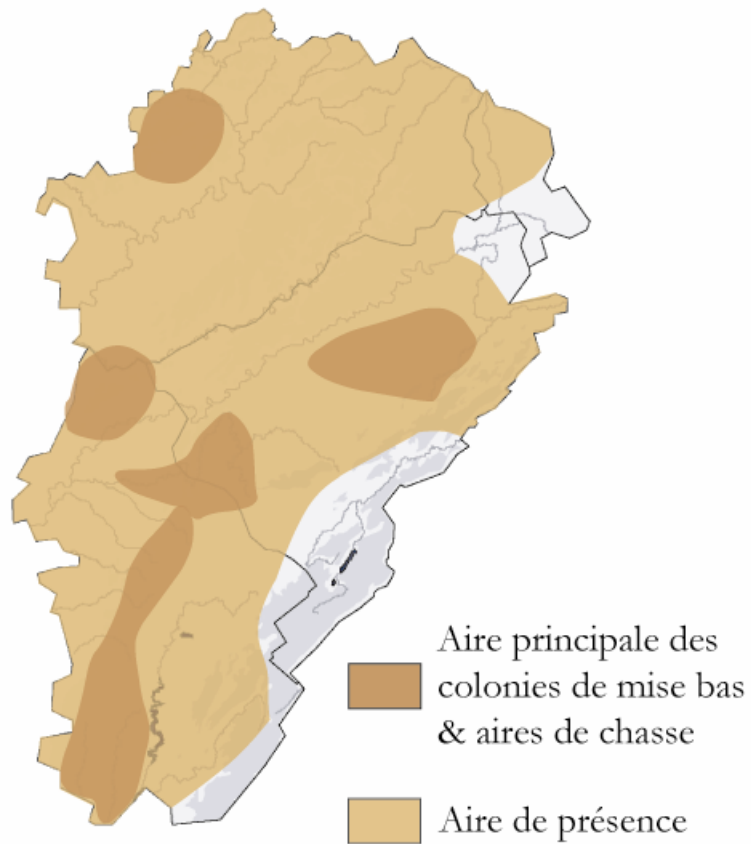 Aire principale des
colonies de mise bas
& aires de chasse
Aire de présence